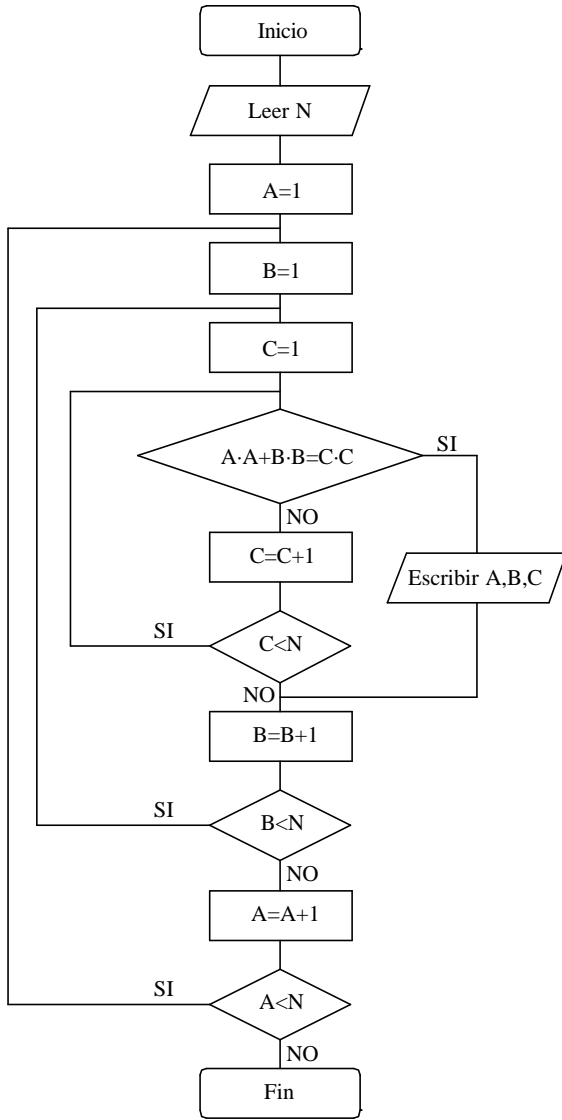 Inicio
Leer N
A=1
B=1
C=1
A·A+B·B=C·C
SI
NO
C=C+1
Escribir A,B,C
SI
C<N
NO
B=B+1
SI
B<N
NO
A=A+1
SI
A<N
NO
Fin